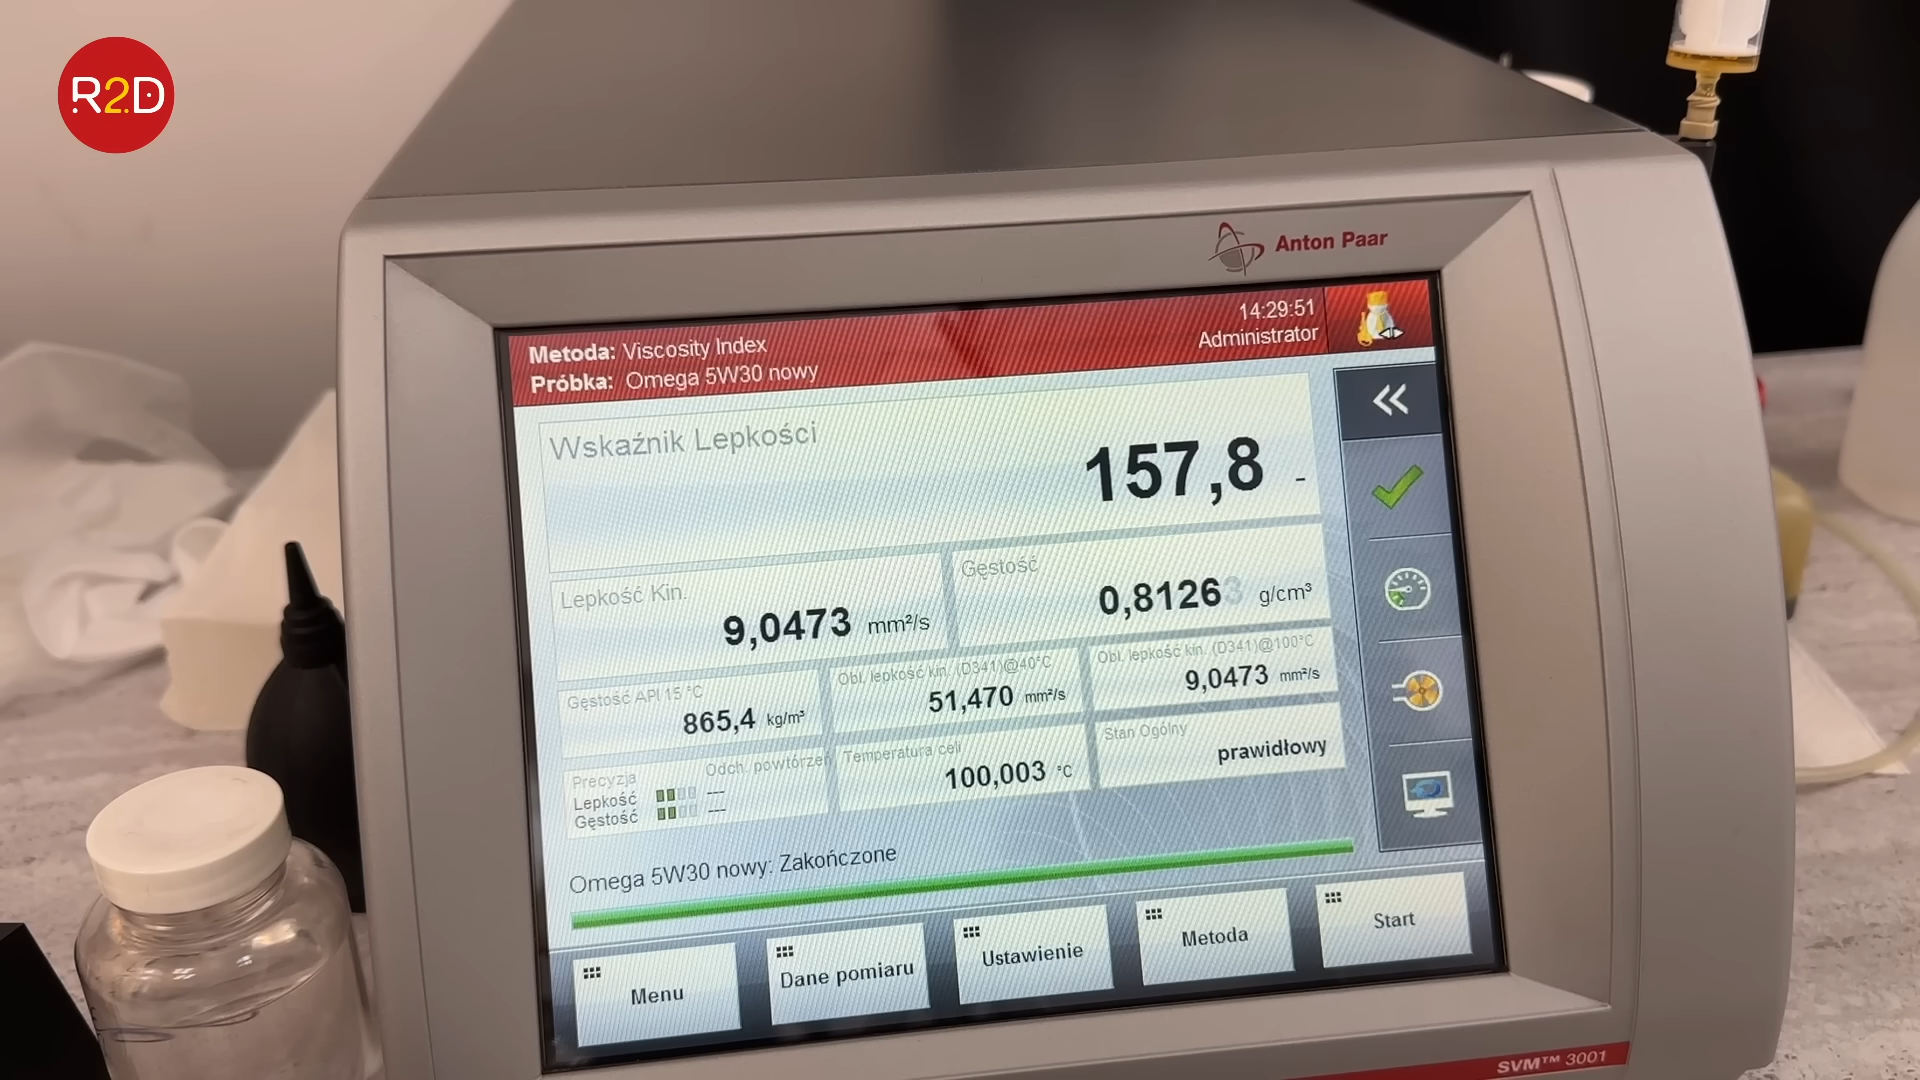 R2D
Anton Paar
Metoda: Viscosity Index
Próbka: Omega 5W30 nowy
14:29:51
Administrator
Wskaźnik Lepkości
157,8 -
Lepkość Kin.
9,0473 mm²/s
Gęstość
0,81263 g/cm³
Gęstość API 15 °C
865,4 kg/m³
Obl. lepkość kin. (D341)@40°C
51,470 mm²/s
Obl. lepkość kin. (D341)@100°C
9,0473 mm²/s
Precyzja Odch. powtórzeń
Lepkość ---
Gęstość ---
Temperatura celi
100,003 °C
Stan Ogólny
prawidłowy
Omega 5W30 nowy: Zakończone
Menu
Dane pomiaru
Ustawienie
Metoda
Start
SVM™ 3001